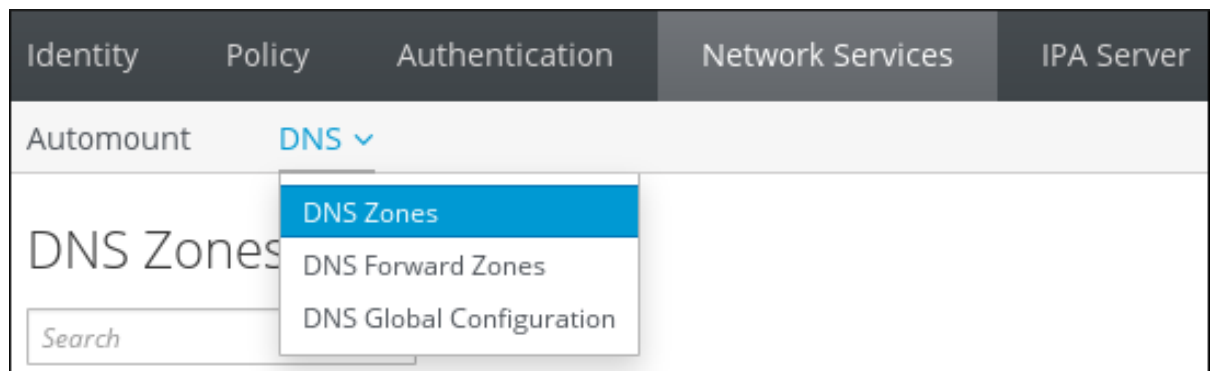 Identity Policy Authentication Network Services IPA Server
Automount DNS
DNS Zones
DNS Zones
DNS Forward Zones
DNS Global Configuration
Search